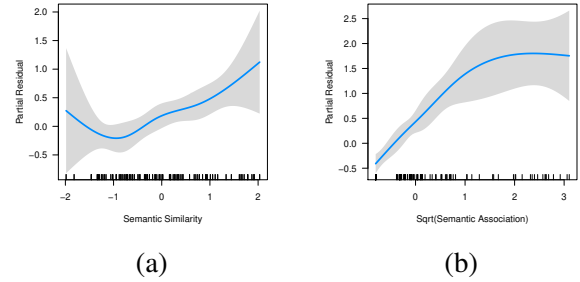 2.0
1.5
1.0
0.5
0.0
−0.5
Partial Residual
−2 −1 0 1 2
Semantic Similarity
(a)
2.5
2.0
1.5
1.0
0.5
0.0
−0.5
Partial Residual
0 1 2 3
Sqrt(Semantic Association)
(b)